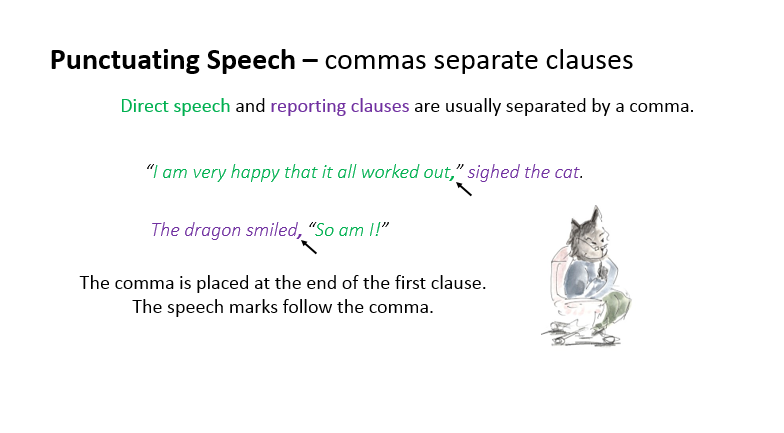 Punctuating Speech – commas separate clauses
Direct speech and reporting clauses are usually separated by a comma.
“I am very happy that it all worked out,” sighed the cat.
The dragon smiled, “So am I!”
The comma is placed at the end of the first clause.
The speech marks follow the comma.